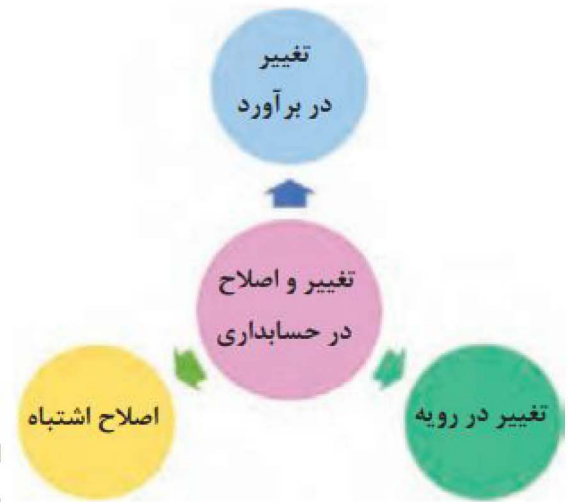 تغییر
در برآورد
تغییر و اصلاح
در حسابداری
تغییر در رویه
اصلاح اشتباه